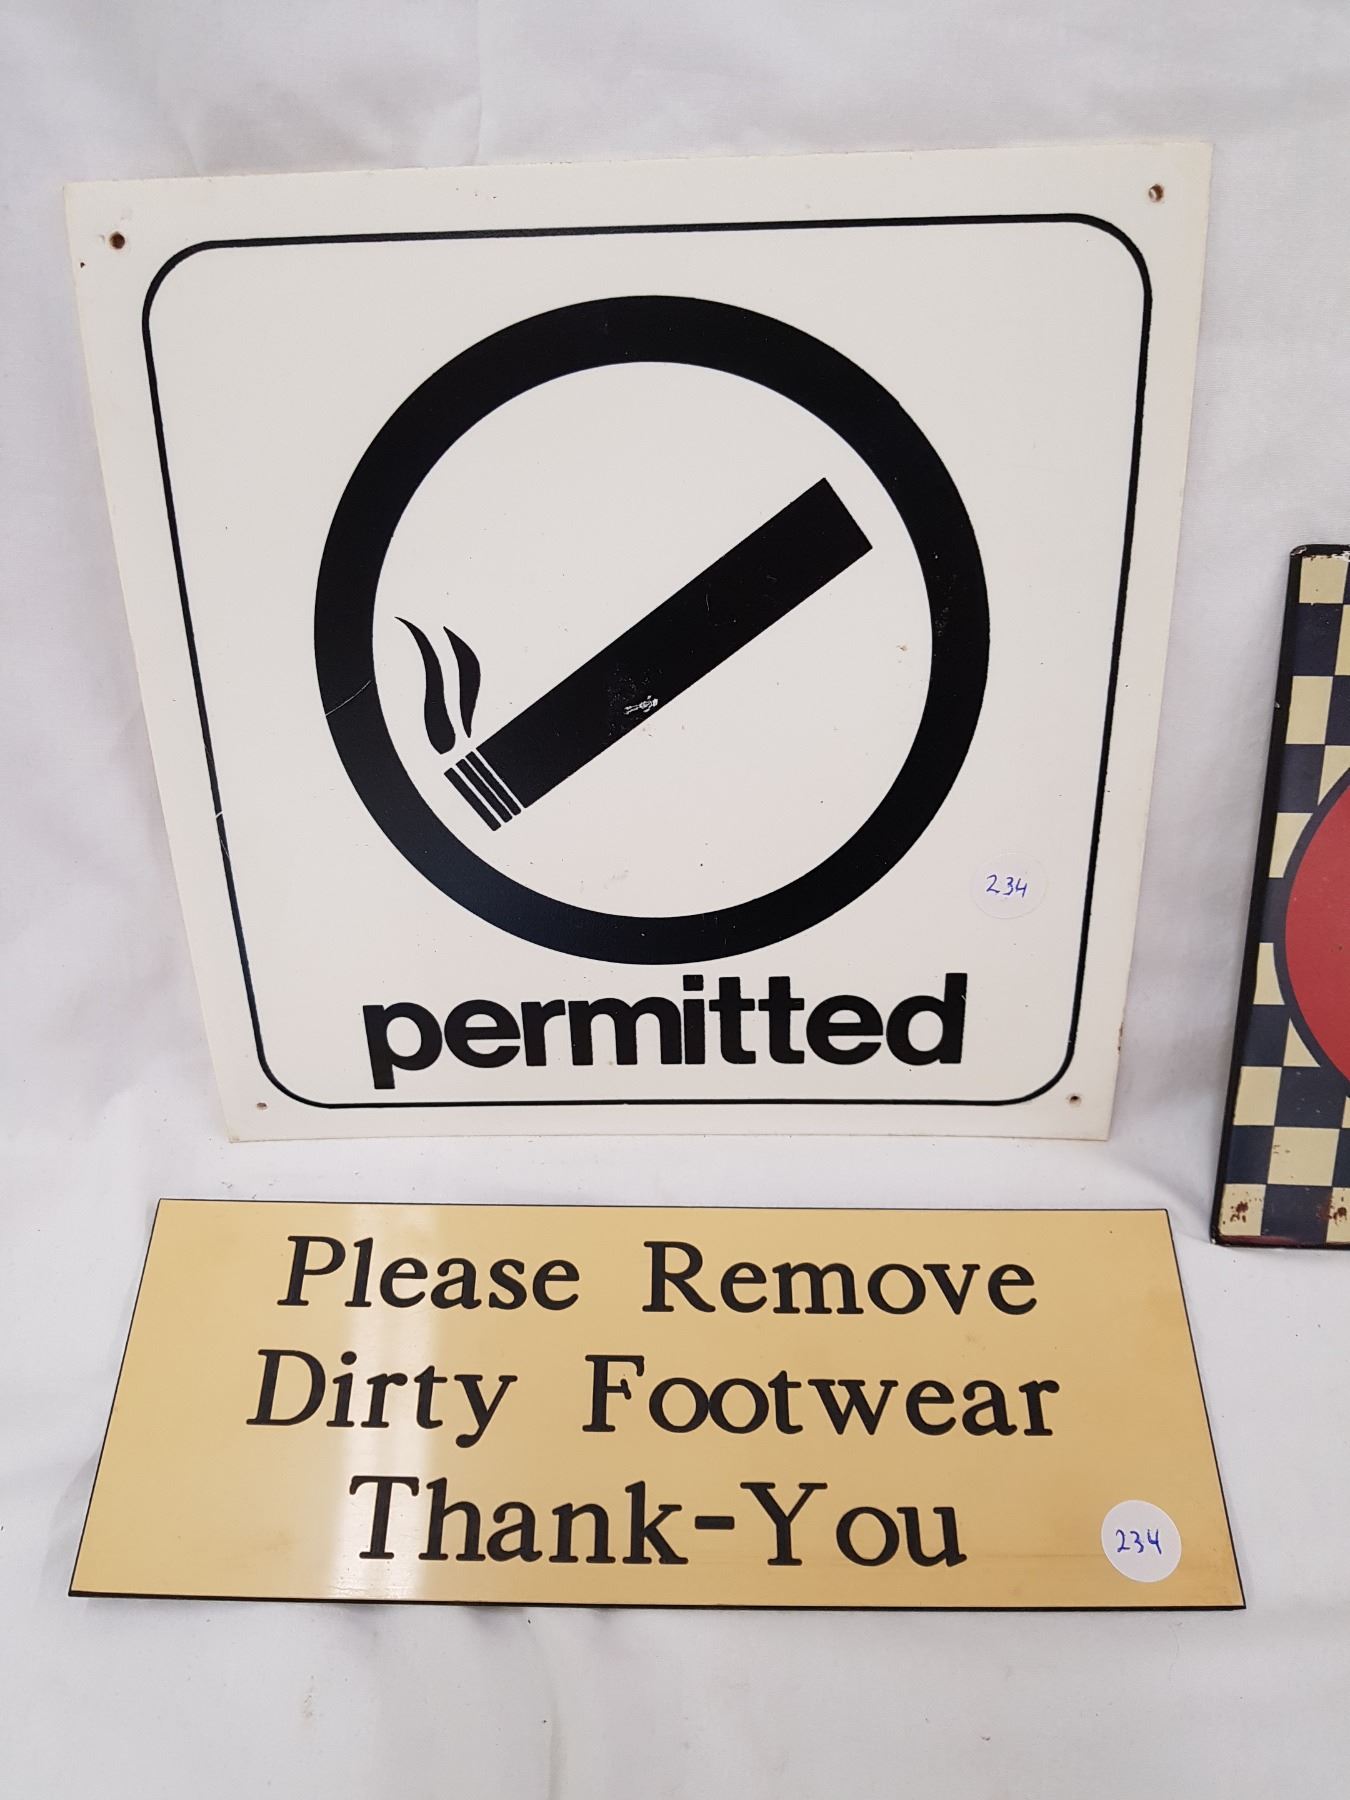 234
permitted
Please Remove
Dirty Footwear
Thank-You
234